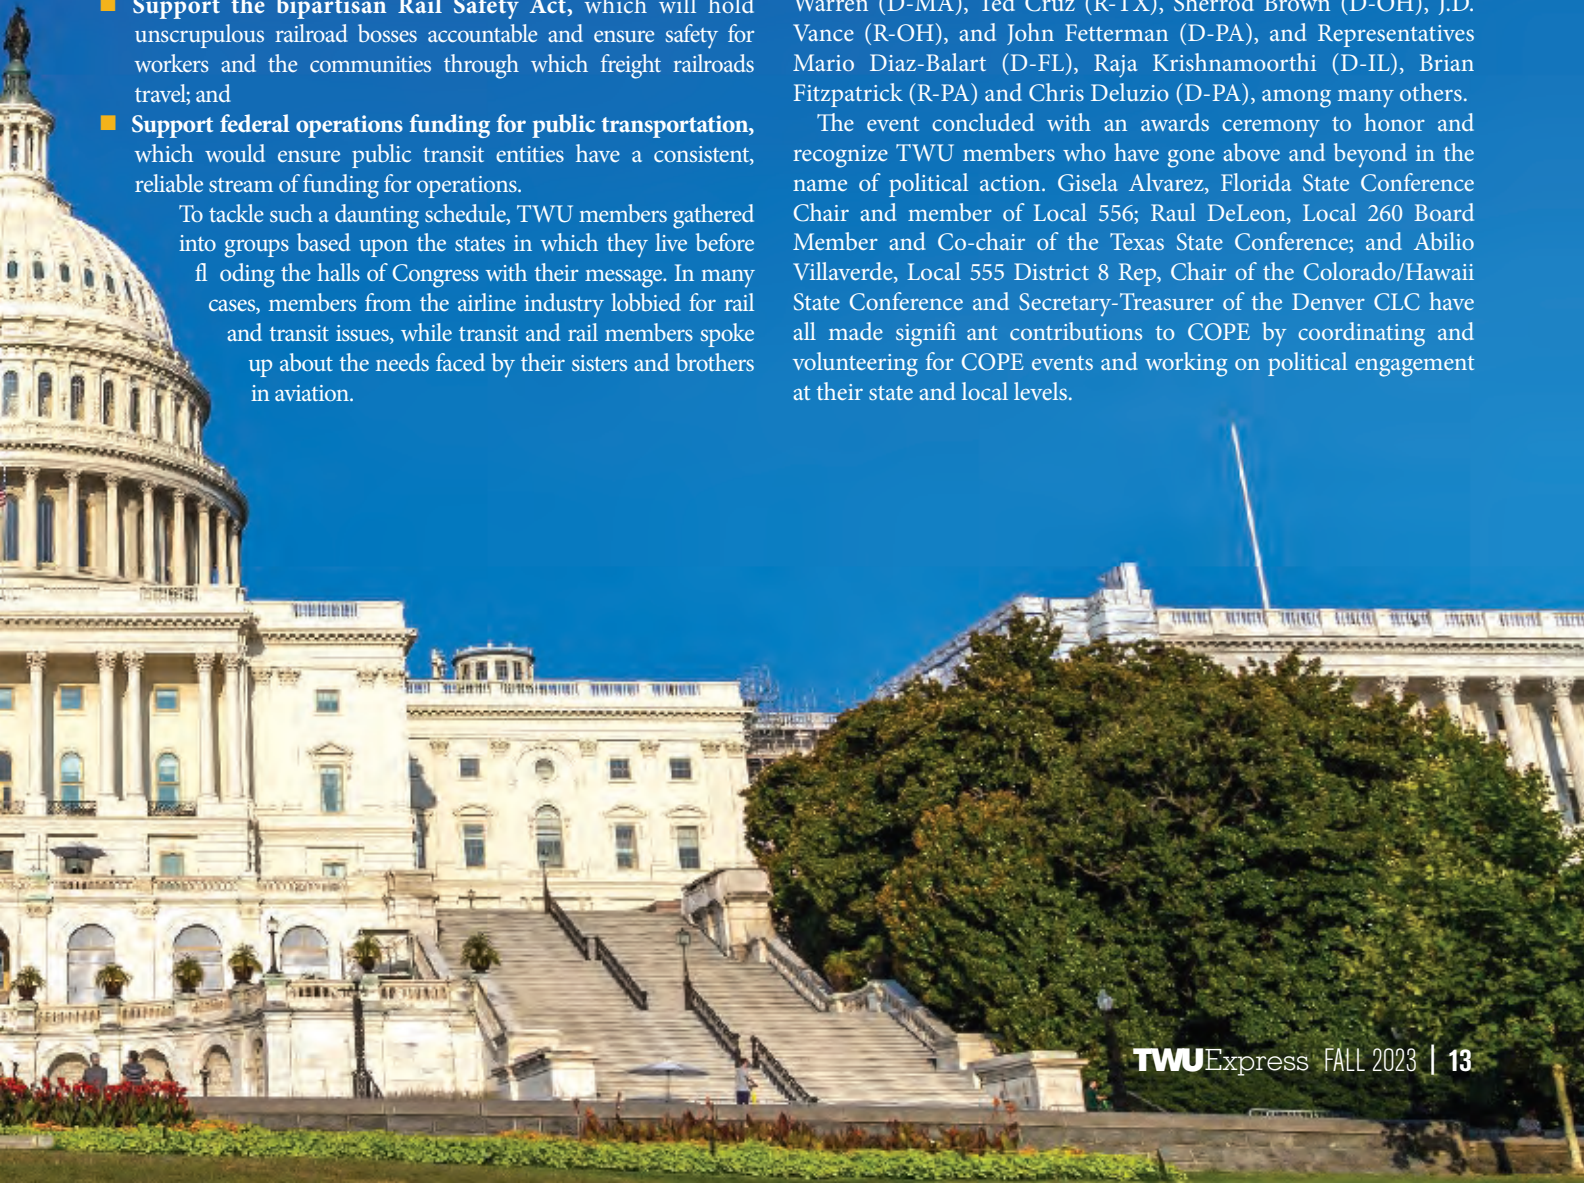 ■ Support the bipartisan Rail Safety Act, which will hold
unscrupulous railroad bosses accountable and ensure safety for
workers and the communities through which freight railroads
travel; and
■ Support federal operations funding for public transportation,
which would ensure public transit entities have a consistent,
reliable stream of funding for operations.
To tackle such a daunting schedule, TWU members gathered
into groups based upon the states in which they live before
fl oding the halls of Congress with their message. In many
cases, members from the airline industry lobbied for rail
and transit issues, while transit and rail members spoke
up about the needs faced by their sisters and brothers
in aviation.
Warren (D-MA), Ted Cruz (R-TX), Sherrod Brown (D-OH), J.D.
Vance (R-OH), and John Fetterman (D-PA), and Representatives
Mario Diaz-Balart (D-FL), Raja Krishnamoorthi (D-IL), Brian
Fitzpatrick (R-PA) and Chris Deluzio (D-PA), among many others.
The event concluded with an awards ceremony to honor and
recognize TWU members who have gone above and beyond in the
name of political action. Gisela Alvarez, Florida State Conference
Chair and member of Local 556; Raul DeLeon, Local 260 Board
Member and Co-chair of the Texas State Conference; and Abilio
Villaverde, Local 555 District 8 Rep, Chair of the Colorado/Hawaii
State Conference and Secretary-Treasurer of the Denver CLC have
all made signifi ant contributions to COPE by coordinating and
volunteering for COPE events and working on political engagement
at their state and local levels.
TWUExpress FALL 2023 | 13